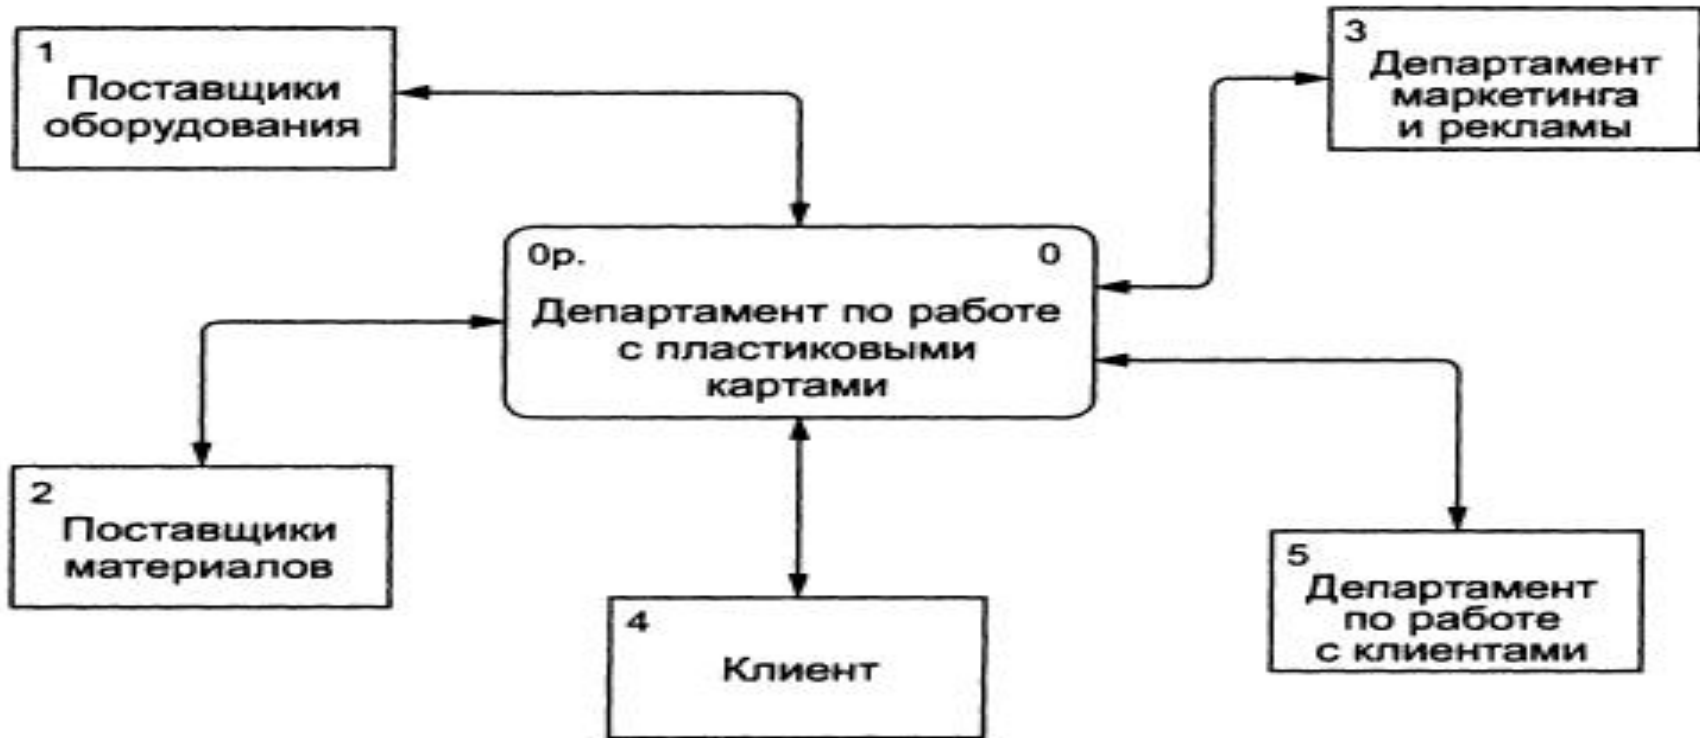 1
Поставщики
оборудования
3
Департамент
маркетинга
и рекламы
0р. 0
Департамент по работе
с пластиковыми
картами
2
Поставщики
материалов
4
Клиент
5
Департамент
по работе
с клиентами